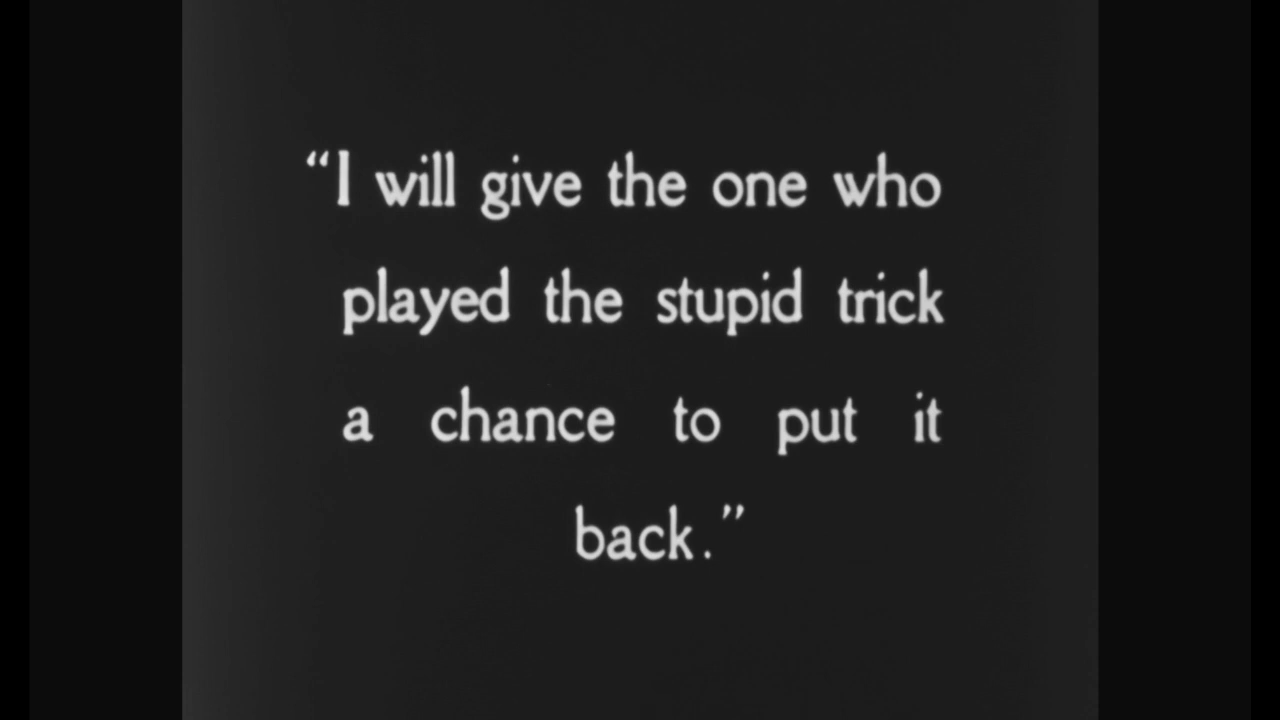 “I will give the one who
played the stupid trick
a chance to put it
back.”